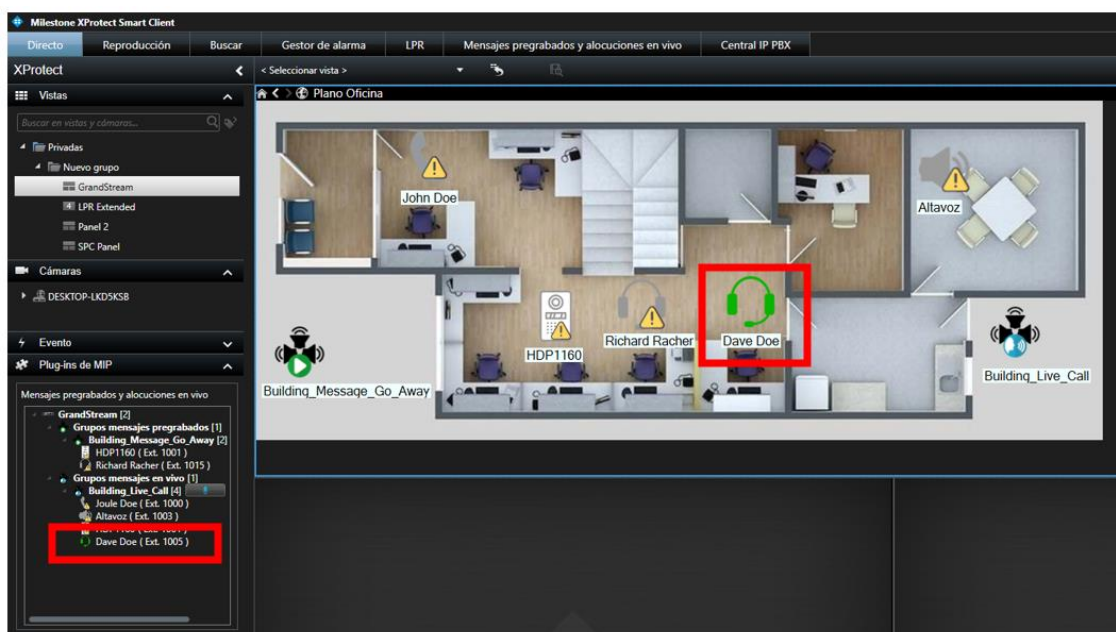 Milestone XProtect Smart Client
Directo Reproducción Buscar Gestor de alarma LPR Mensajes pregrabados y alocuciones en vivo Central IP PBX
XProtect
< Seleccionar vista >
Vistas
Plano Oficina
Buscar en vistas y cámaras...
Privadas
Nuevo grupo
GrandStream
4 LPR Extended
Panel 2
SPC Panel
Cámaras
DESKTOP-LKD5KSB
Evento
Plug-ins de MIP
Mensajes pregrabados y alocuciones en vivo
GrandStream [2]
Grupos mensajes pregrabados [1]
Building_Message_Go_Away [2]
HDP1160 ( Ext. 1001 )
Richard Racher ( Ext. 1015 )
Grupos mensajes en vivo [1]
Building_Live_Call [4]
Joule Doe ( Ext. 1000 )
Altavoz ( Ext. 1003 )
HDP1160 ( Ext. 1001 )
Dave Doe ( Ext. 1005 )
John Doe
Altavoz
Richard Racher
Dave Doe
HDP1160
Building_Live_Call
Building_Message_Go_Away